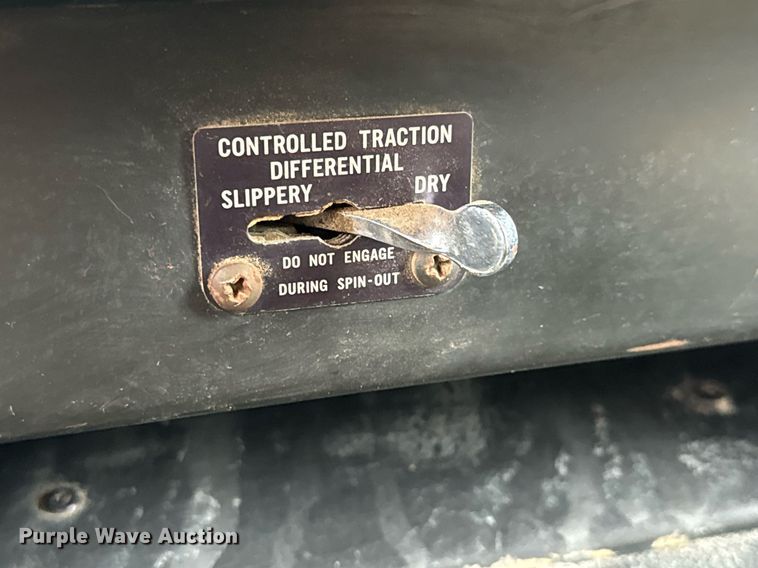 CONTROLLED TRACTION
DIFFERENTIAL
SLIPPERY DRY
DO NOT ENGAGE
DURING SPIN-OUT
Purple Wave Auction